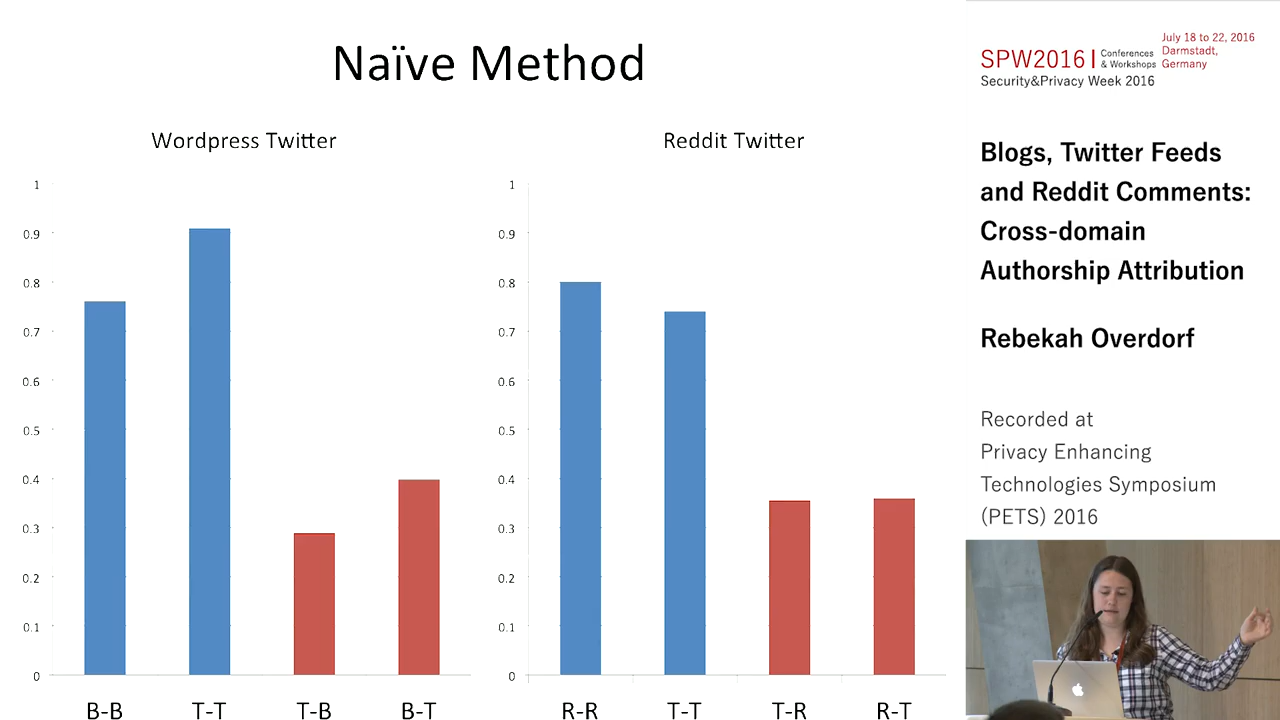 Naïve Method
Wordpress Twitter
1
0.9
0.8
0.7
0.6
0.5
0.4
0.3
0.2
0.1
0
B-B
T-T
T-B
B-T
Reddit Twitter
1
0.9
0.8
0.7
0.6
0.5
0.4
0.3
0.2
0.1
0
R-R
T-T
T-R
R-T
SPW2016 | Conferences & Workshops
July 18 to 22, 2016
Darmstadt,
Germany
Security&Privacy Week 2016
Blogs, Twitter Feeds
and Reddit Comments:
Cross-domain
Authorship Attribution
Rebekah Overdorf
Recorded at
Privacy Enhancing
Technologies Symposium
(PETS) 2016